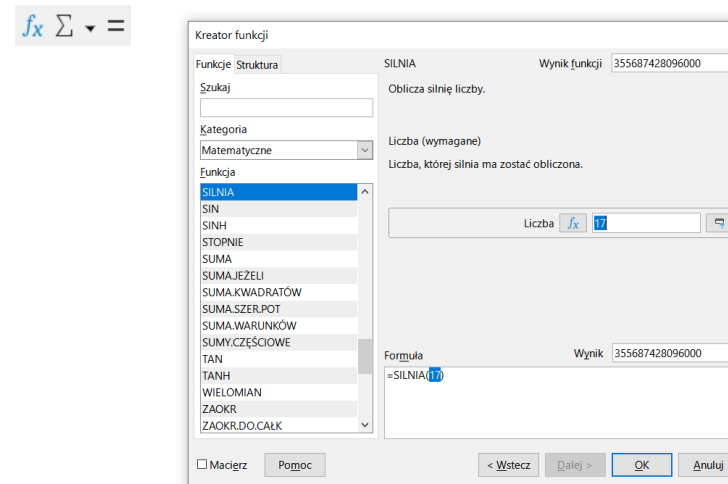 fx Σ =
Kreator funkcji
Funkcje Struktura
SILNIA
Wynik funkcji 355687428096000
Szukaj
Oblicza silnię liczby.
Kategoria
Liczba (wymagane)
Matematyczne
Liczba, której silnia ma zostać obliczona.
Funkcja
SILNIA
SIN
SINH
STOPNIE
SUMA
SUMA.JEŻELI
SUMA.KWADRATÓW
SUMA.SZER.POT
SUMA.WARUNKÓW
SUMY.CZĘŚCIOWE
TAN
TANH
WIELOMIAN
ZAOKR
ZAOKR.DO.CAŁK
Liczba fx 17
Formuła
Wynik 355687428096000
=SILNIA(17)
Macierz
Pomoc
< Wstecz
Dalej >
OK
Anuluj